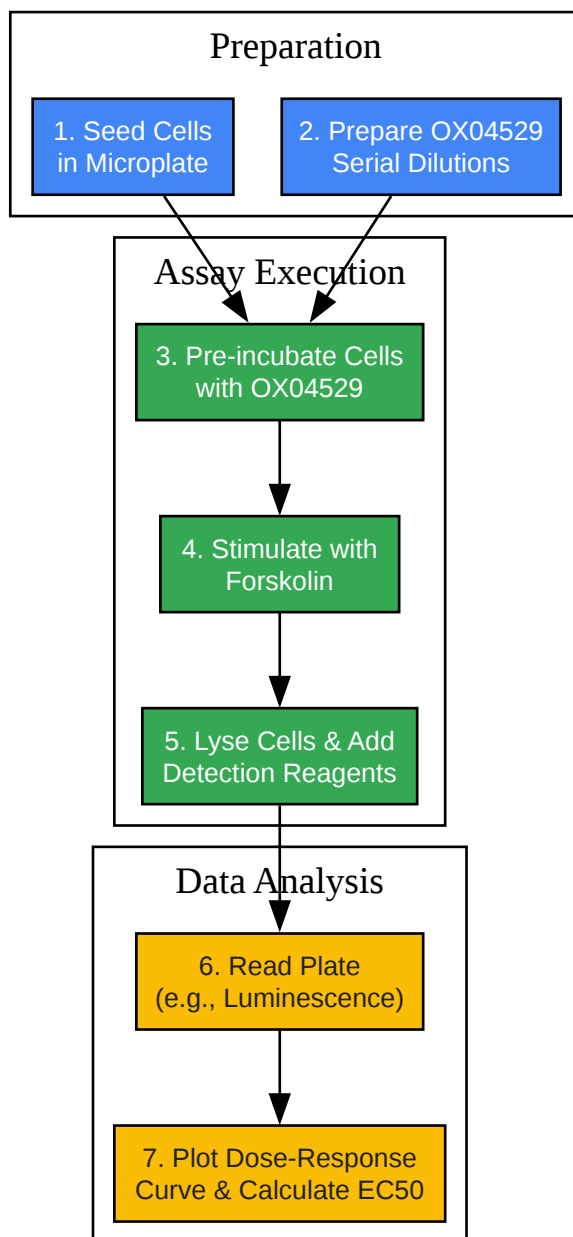 Preparation
1. Seed Cells
in Microplate
2. Prepare OX04529
Serial Dilutions
Assay Execution
3. Pre-incubate Cells
with OX04529
4. Stimulate with
Forskolin
5. Lyse Cells & Add
Detection Reagents
Data Analysis
6. Read Plate
(e.g., Luminescence)
7. Plot Dose-Response
Curve & Calculate EC50